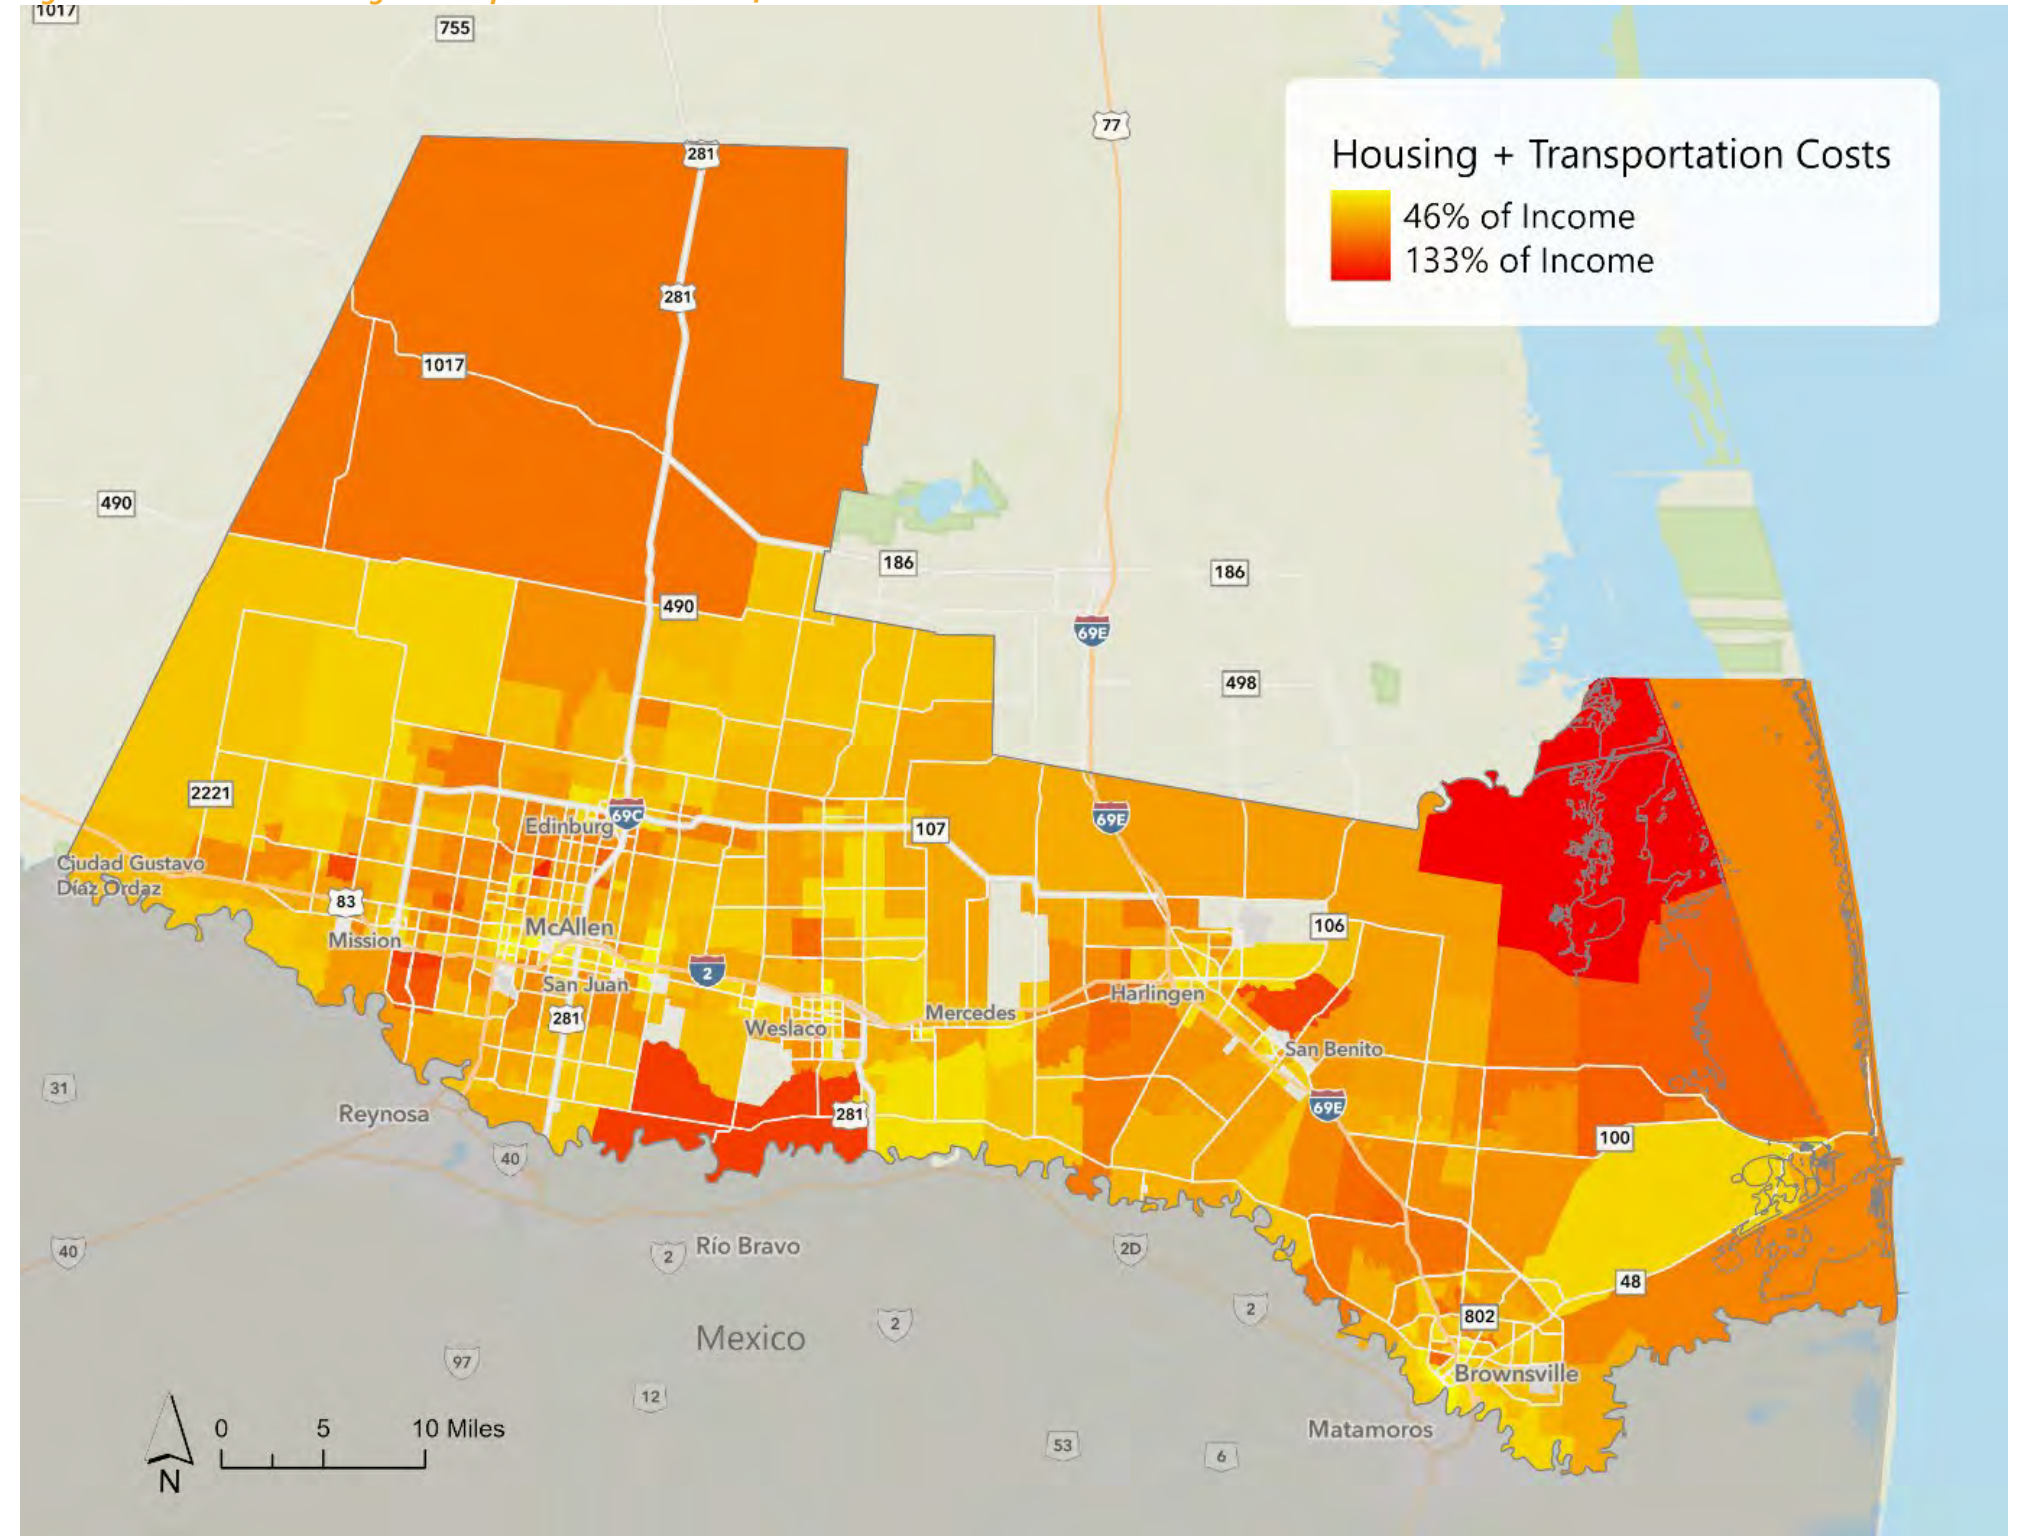 1017
755
77
281
Housing + Transportation Costs
46% of Income
133% of Income
281
1017
490
186
186
490
69E
498
2221
69C
Edinburg
107
69E
Ciudad Gustavo
Díaz Ordaz
83
McAllen
106
Mission
2
San Juan
Harlingen
281
Weslaco
Mercedes
San Benito
31
Reynosa
281
69E
40
100
40
2
Río Bravo
2D
48
2
802
Mexico
2
97
Brownsville
12
0 5 10 Miles
Matamoros
53
6
N